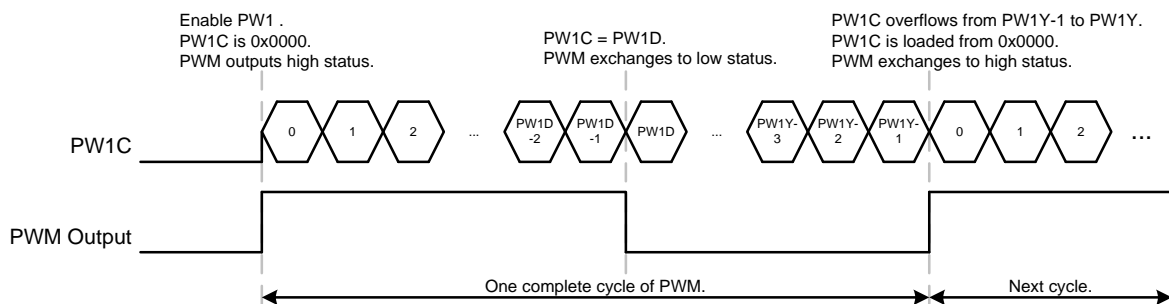 Enable PW1 .
PW1C is 0x0000.
PWM outputs high status.
PW1C = PW1D.
PWM exchanges to low status.
PW1C overflows from PW1Y-1 to PW1Y.
PW1C is loaded from 0x0000.
PWM exchanges to high status.
PW1C
0
1
2
...
PW1D
-2
PW1D
-1
PW1D
...
PW1Y-
3
PW1Y-
2
PW1Y-
1
0
1
2
...
PWM Output
One complete cycle of PWM.
Next cycle.